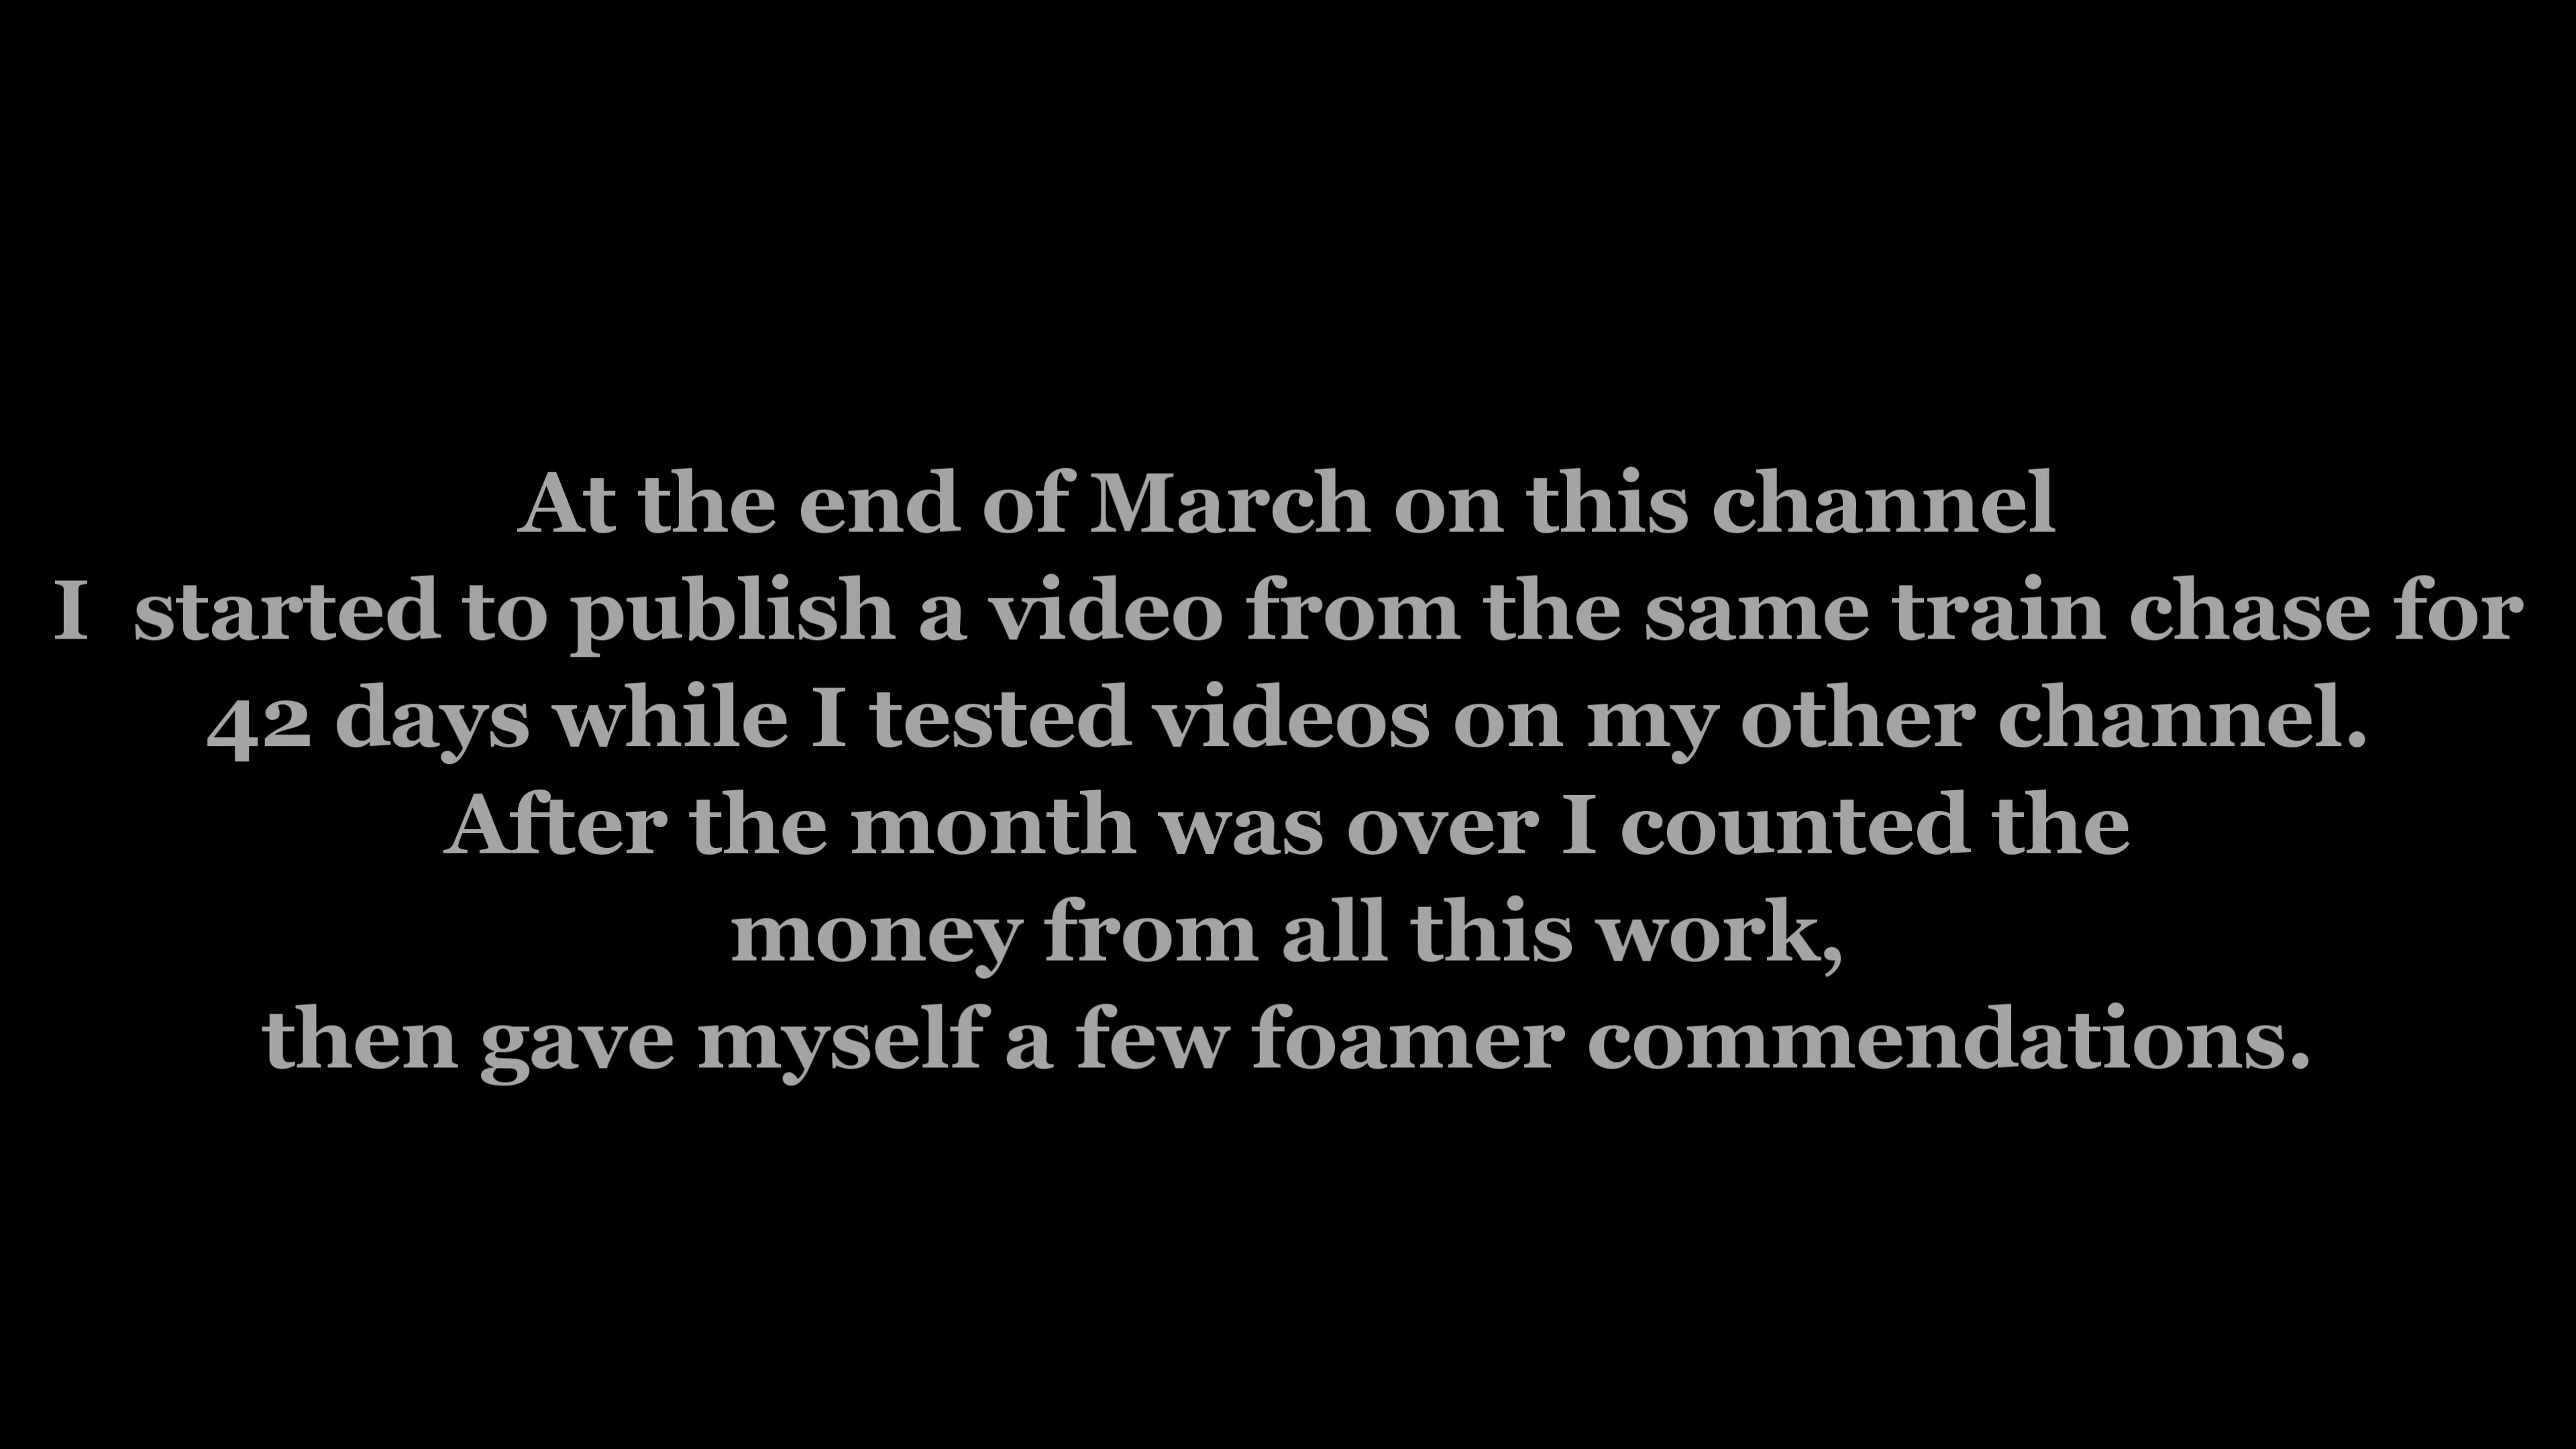 At the end of March on this channel
I  started to publish a video from the same train chase for
42 days while I tested videos on my other channel.
After the month was over I counted the
money from all this work,
then gave myself a few foamer commendations.